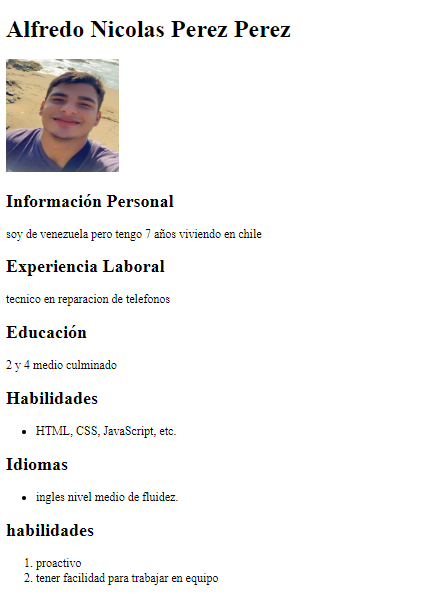 Alfredo Nicolas Perez Perez
Información Personal
soy de venezuela pero tengo 7 años viviendo en chile
Experiencia Laboral
tecnico en reparacion de telefonos
Educación
2 y 4 medio culminado
Habilidades
HTML, CSS, JavaScript, etc.
Idiomas
ingles nivel medio de fluidez.
habilidades
1. proactivo
2. tener facilidad para trabajar en equipo